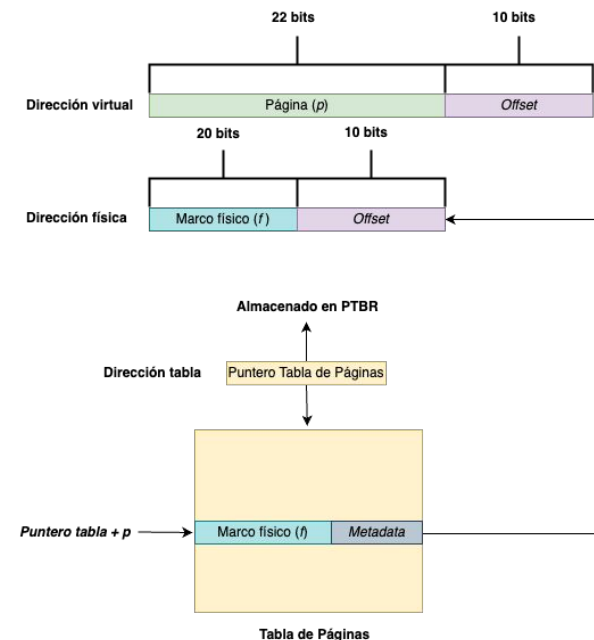 22 bits
10 bits
Dirección virtual
Página (p)
Offset
20 bits
10 bits
Dirección física
Marco físico (f )
Offset
Almacenado en PTBR
Dirección tabla
Puntero Tabla de Páginas
Puntero tabla + p
Marco físico (f)
Metadata
Tabla de Páginas